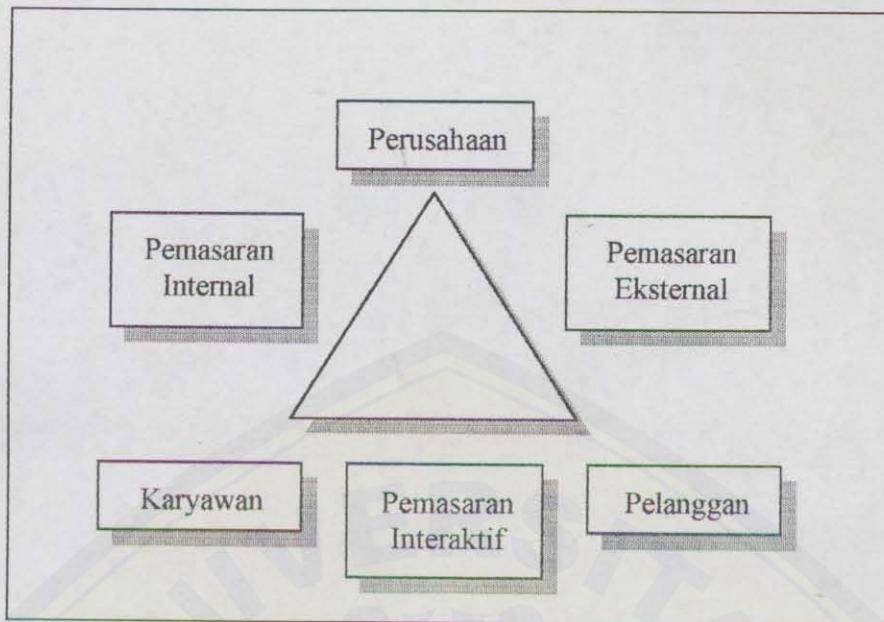 Perusahaan
Pemasaran
Internal
Pemasaran
Eksternal
Karyawan
Pemasaran
Interaktif
Pelanggan